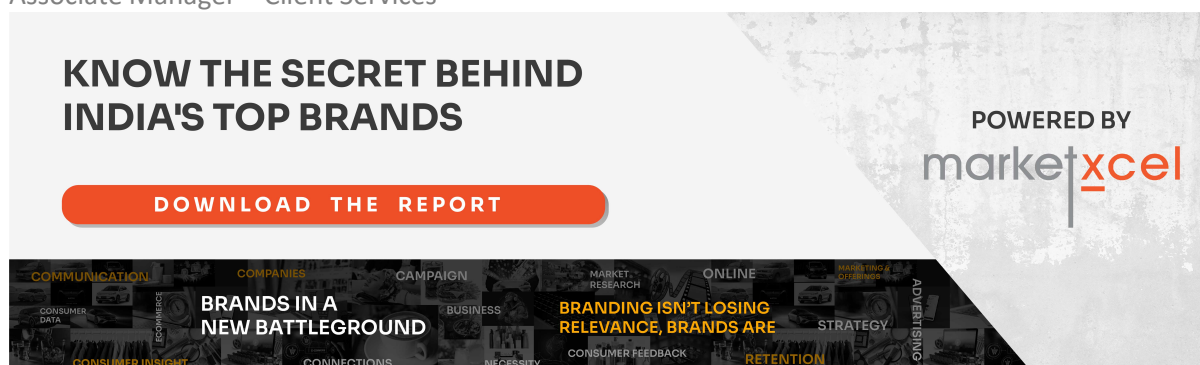 Associate Manager – Client Services
KNOW THE SECRET BEHIND
INDIA'S TOP BRANDS
DOWNLOAD THE REPORT
POWERED BY
marketxcel
COMMUNICATION
COMPANIES
CAMPAIGN
MARKET
RESEARCH
ONLINE
MARKETING &
OFFERINGS
ADVERTISING
CONSUMER
DATA
ECOMMERCE
BRANDS IN A
NEW BATTLEGROUND
BUSINESS
BRANDING ISN'T LOSING
RELEVANCE, BRANDS ARE
STRATEGY
CONSUMER INSIGHT
CONNECTIONS
NECESSITY
CONSUMER FEEDBACK
RETENTION